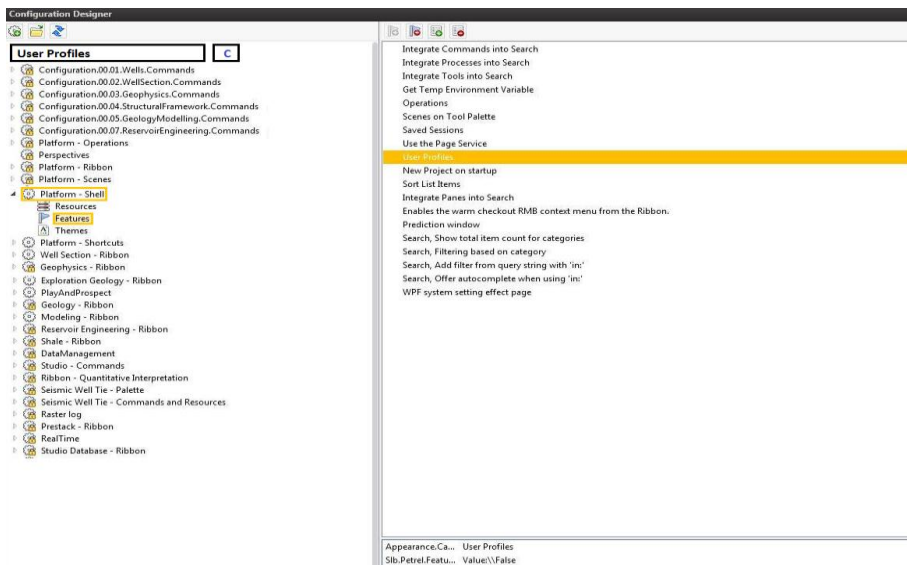 Configuration Designer
User Profiles
C
Configuration.00.01.Wells.Commands
Configuration.00.02.WellSection.Commands
Configuration.00.03.Geophysics.Commands
Configuration.00.04.StructuralFramework.Commands
Configuration.00.05.GeologyModelling.Commands
Configuration.00.07.ReservoirEngineering.Commands
Platform - Operations
Perspectives
Platform - Ribbon
Platform - Scenes
Platform - Shell
Resources
Features
Themes
Platform - Shortcuts
Well Section - Ribbon
Geophysics - Ribbon
Exploration Geology - Ribbon
PlayAndProspect
Geology - Ribbon
Modeling - Ribbon
Reservoir Engineering - Ribbon
Shale - Ribbon
DataManagement
Studio - Commands
Ribbon - Quantitative Interpretation
Seismic Well Tie - Palette
Seismic Well Tie - Commands and Resources
Raster log
Prestack - Ribbon
RealTime
Studio Database - Ribbon
Integrate Commands into Search
Integrate Processes into Search
Integrate Tools into Search
Get Temp Environment Variable
Operations
Scenes on Tool Palette
Saved Sessions
Use the Page Service
User Profiles
New Project on startup
Sort List Items
Integrate Panes into Search
Enables the warm checkout RMB context menu from the Ribbon.
Prediction window
Search, Show total item count for categories
Search, Filtering based on category
Search, Add filter from query string with 'in:'
Search, Offer autocomplete when using 'in:'
WPF system setting effect page
Appearance.Ca... User Profiles
Slb.Petrel.Featu... Value:\\False